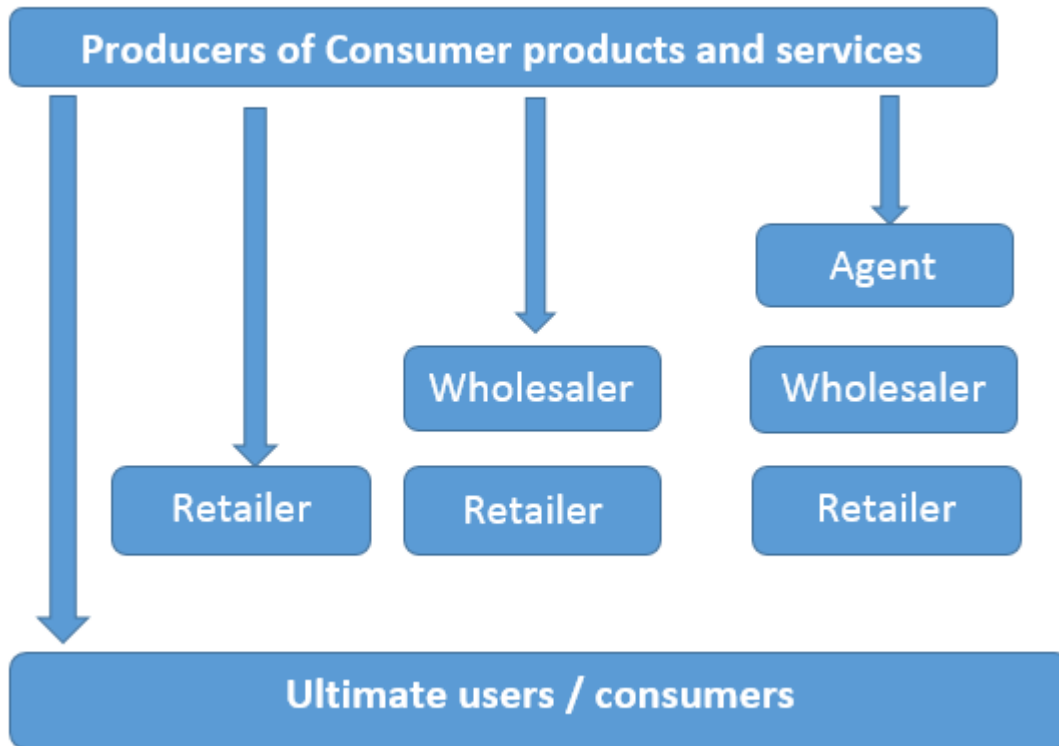 Producers of Consumer products and services
Agent
Wholesaler
Wholesaler
Retailer
Retailer
Retailer
Ultimate users / consumers